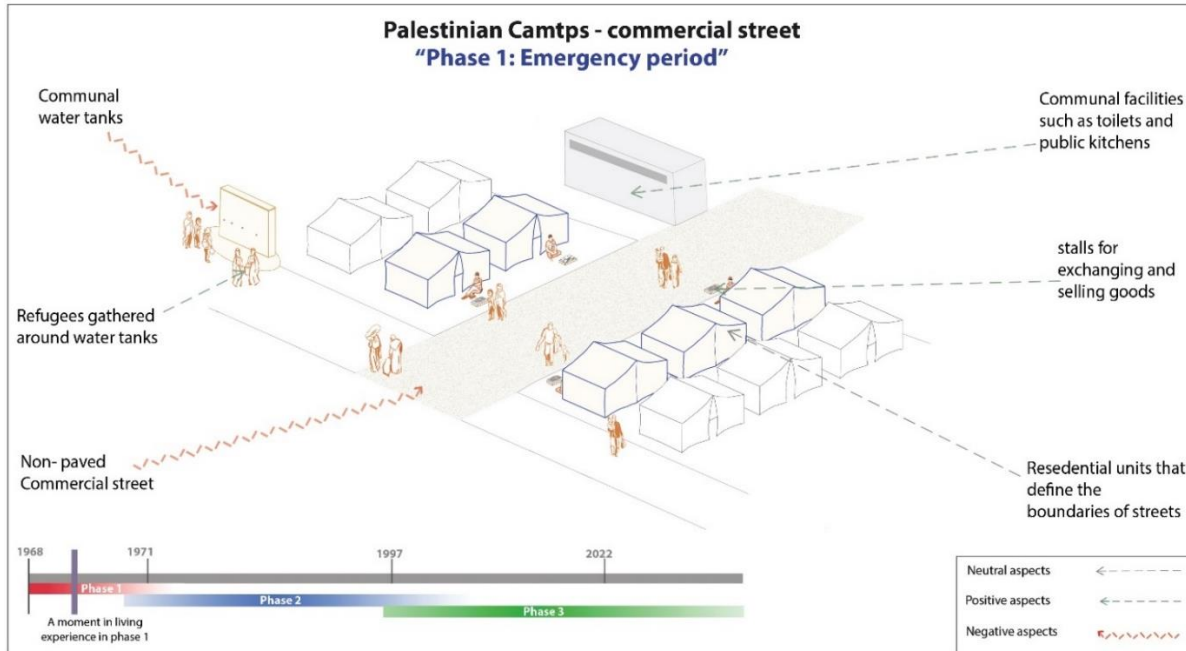 Palestinian Camtps - commercial street
“Phase 1: Emergency period”
Communal
water tanks
Communal facilities
such as toilets and
public kitchens
stalls for
exchanging and
selling goods
Refugees gathered
around water tanks
Non- paved
Commercial street
Resedential units that
define the
boundaries of streets
1968
1971
1997
2022
Phase 1
Phase 2
Phase 3
A moment in living
experience in phase 1
Neutral aspects
Positive aspects
Negative aspects